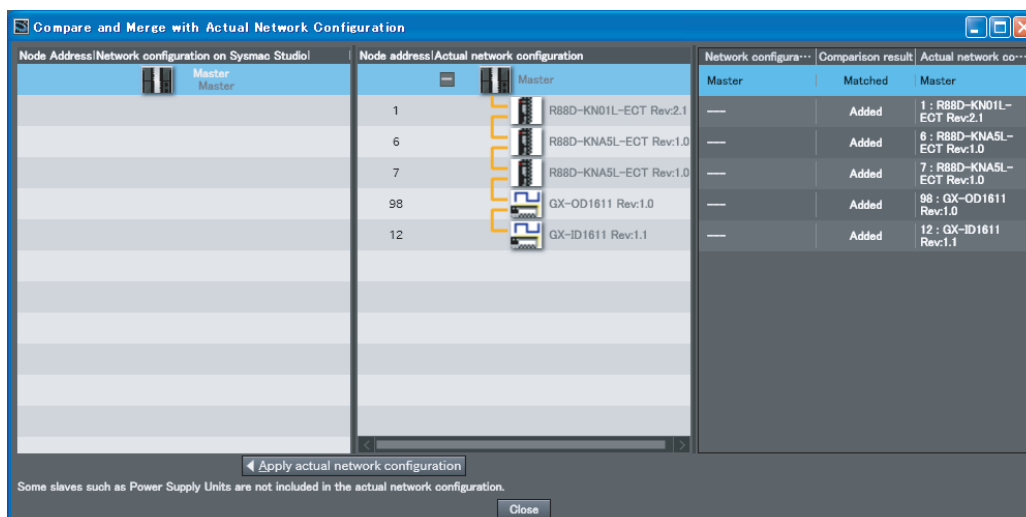 Compare and Merge with Actual Network Configuration
Node Address|Network configuration on Sysmac Studio|
Master
Master
Node address|Actual network configuration
Master
1 R88D-KN01L-ECT Rev:2.1
6 R88D-KNA5L-ECT Rev:1.0
7 R88D-KNA5L-ECT Rev:1.0
98 GX-OD1611 Rev:1.0
12 GX-ID1611 Rev:1.1
Network configura··· Comparison result Actual network co···
Master Matched Master
--- Added 1 : R88D-KN01L-
ECT Rev:2.1
--- Added 6 : R88D-KNA5L-
ECT Rev:1.0
--- Added 7 : R88D-KNA5L-
ECT Rev:1.0
--- Added 98 : GX-OD1611
Rev:1.0
--- Added 12 : GX-ID1611
Rev:1.1
Apply actual network configuration
Some slaves such as Power Supply Units are not included in the actual network configuration.
Close